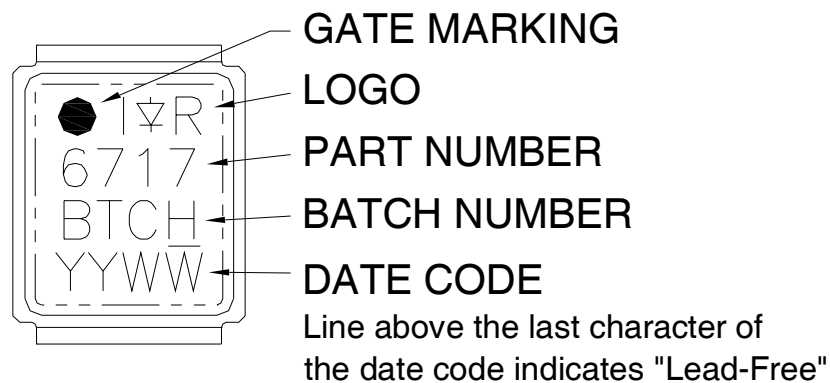 GATE MARKING
I R
LOGO
6717
PART NUMBER
BTCH
BATCH NUMBER
YYWW
DATE CODE
Line above the last character of
the date code indicates "Lead-Free"